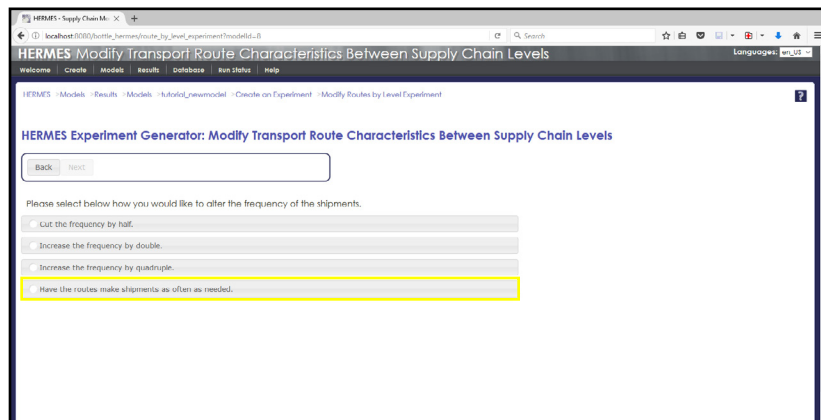 HERMES - Supply Chain Mo
localhost:8080/bottle_hermes/route_by_level_experiment?modelId=8
Search
HERMES Modify Transport Route Characteristics Between Supply Chain Levels
Languages: en_US
Welcome Create Models Results Database Run Status Help
HERMES >Models >Results >Models >tutorial_newmodel >Create an Experiment >Modify Routes by Level Experiment
?
HERMES Experiment Generator: Modify Transport Route Characteristics Between Supply Chain Levels
Back Next
Please select below how you would like to alter the frequency of the shipments.
Cut the frequency by half.
Increase the frequency by double.
Increase the frequency by quadruple.
Have the routes make shipments as often as needed.